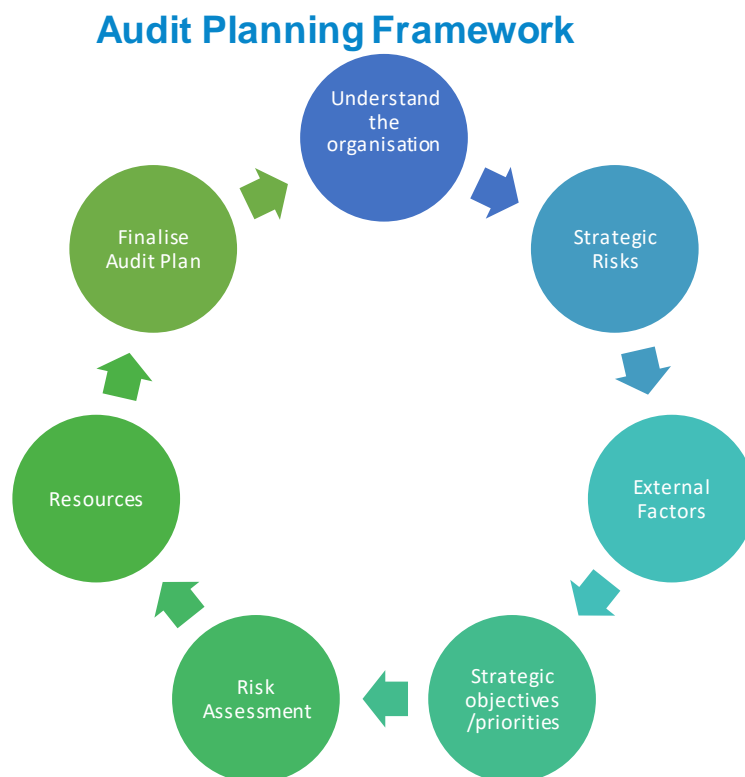 Audit Planning Framework
Understand
the
organisation
Strategic
Risks
External
Factors
Strategic
objectives
/priorities
Risk
Assessment
Resources
Finalise
Audit Plan